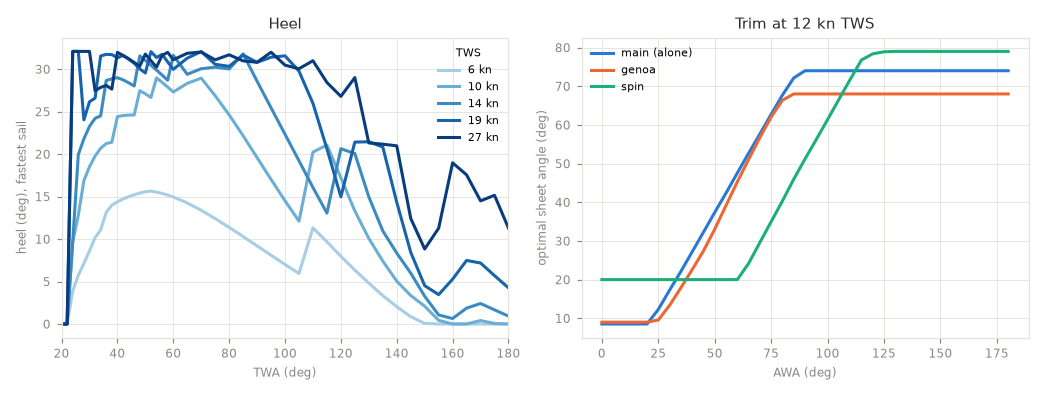 Heel
heel (deg), fastest sail
30
25
20
15
10
5
0
20 40 60 80 100 120 140 160 180
TWA (deg)
TWS
6 kn
10 kn
14 kn
19 kn
27 kn
Trim at 12 kn TWS
optimal sheet angle (deg)
80
70
60
50
40
30
20
10
0 25 50 75 100 125 150 175
AWA (deg)
main (alone)
genoa
spin